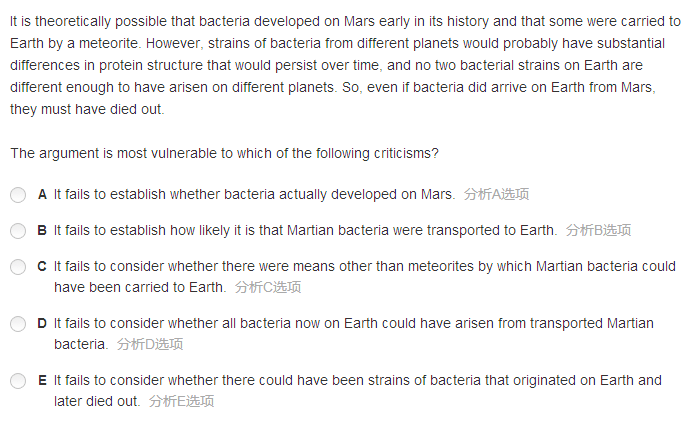 It is theoretically possible that bacteria developed on Mars early in its history and that some were carried to
Earth by a meteorite. However, strains of bacteria from different planets would probably have substantial
differences in protein structure that would persist over time, and no two bacterial strains on Earth are
different enough to have arisen on different planets. So, even if bacteria did arrive on Earth from Mars,
they must have died out.
The argument is most vulnerable to which of the following criticisms?
A It fails to establish whether bacteria actually developed on Mars. 分析A选项
B It fails to establish how likely it is that Martian bacteria were transported to Earth. 分析B选项
C It fails to consider whether there were means other than meteorites by which Martian bacteria could
have been carried to Earth. 分析C选项
D It fails to consider whether all bacteria now on Earth could have arisen from transported Martian
bacteria. 分析D选项
E It fails to consider whether there could have been strains of bacteria that originated on Earth and
later died out. 分析E选项